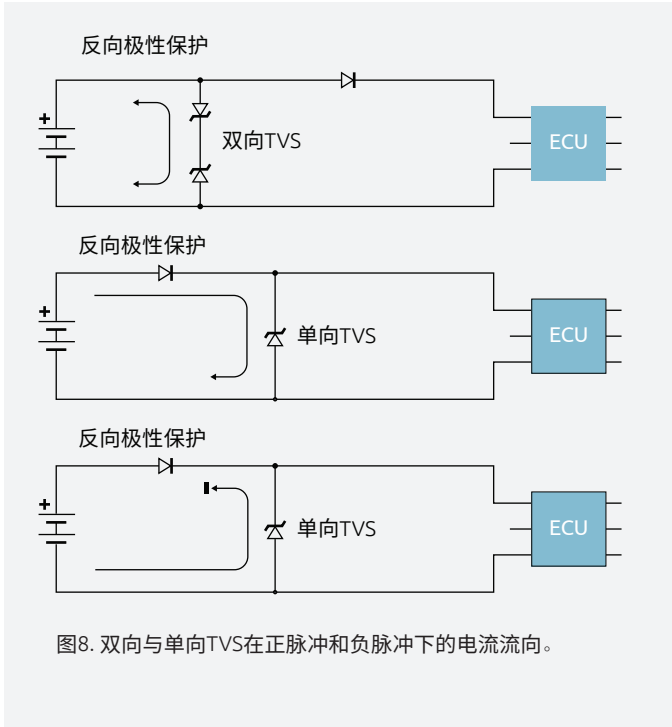 反向极性保护
+
双向TVS
ECU
反向极性保护
+
单向TVS
ECU
反向极性保护
+
单向TVS
ECU
图8. 双向与单向TVS在正脉冲和负脉冲下的电流流向。